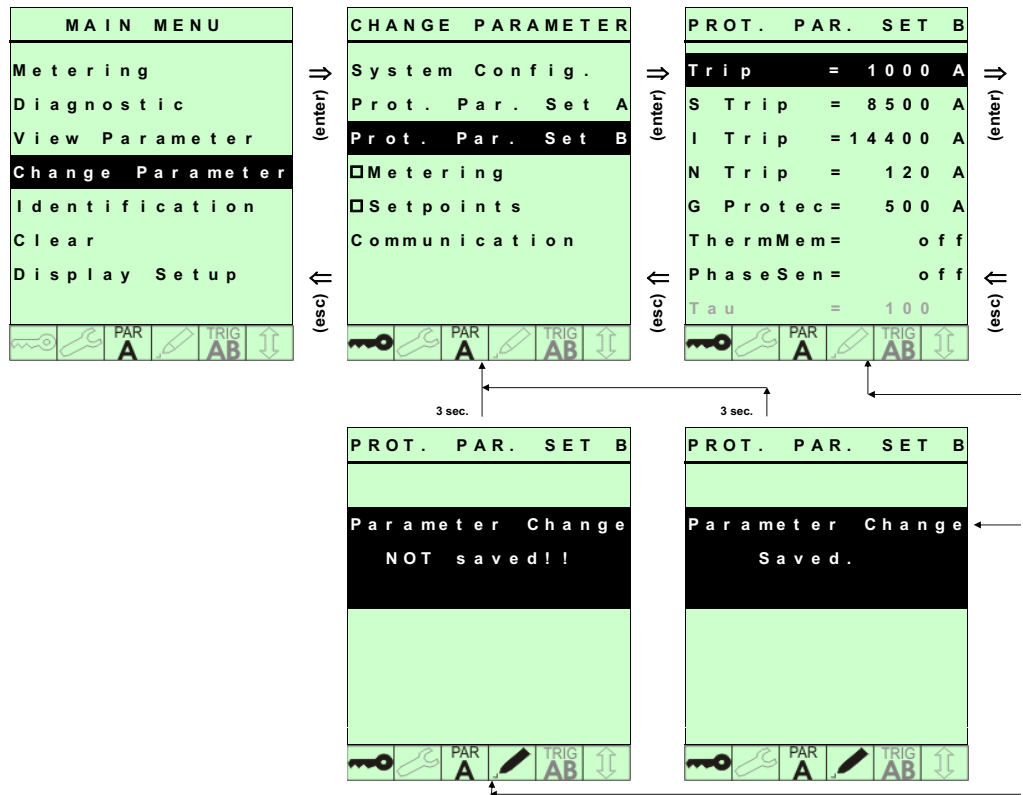 MAIN MENU
Metering
Diagnostic
View Parameter
Change Parameter
Identification
Clear
Display Setup
PAR
A
TRIG
AB
(enter)
(esc)
CHANGE PARAMETER
System Config.
Prot. Par. Set A
Prot. Par. Set B
Metering
Setpoints
Communication
PAR
A
TRIG
AB
(enter)
(esc)
PROT. PAR. SET B
Trip = 1000 A
S Trip = 8500 A
I Trip =14400 A
N Trip = 120 A
G Protec= 500 A
ThermMem= off
PhaseSen= off
Tau = 100
PAR
A
TRIG
AB
(enter)
(esc)
3 sec.
3 sec.
PROT. PAR. SET B
Parameter Change
NOT saved!!
PAR
A
TRIG
AB
PROT. PAR. SET B
Parameter Change
Saved.
PAR
A
TRIG
AB